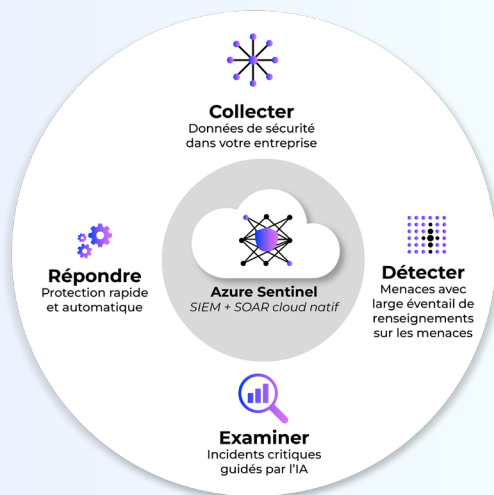 Collecter
Données de sécurité
dans votre entreprise
Répondre
Protection rapide
et automatique
Azure Sentinel
SIEM + SOAR cloud natif
Détecter
Menaces avec
large éventail de
renseignements
sur les menaces
Examiner
Incidents critiques
guidés par l'IA